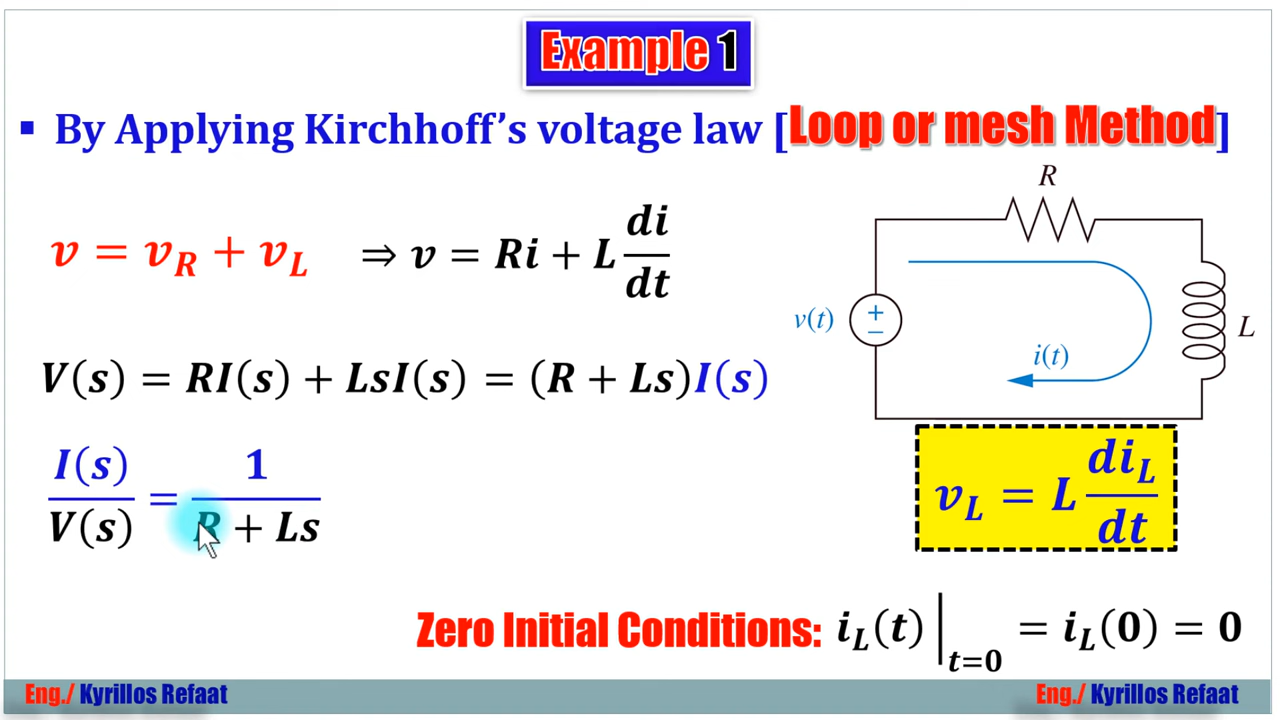 Example 1
▪ By Applying Kirchhoff's voltage law [Loop or mesh Method]
v = v_R + v_L ⇒ v = Ri + L di/dt
V(s) = RI(s) + LsI(s) = (R + Ls)I(s)
I(s)/V(s) = 1/(R + Ls)
R
v(t)
+
−
i(t)
L
v_L = L di_L/dt
Zero Initial Conditions: i_L(t)|_{t=0} = i_L(0) = 0
Eng./ Kyrillos Refaat
Eng./ Kyrillos Refaat